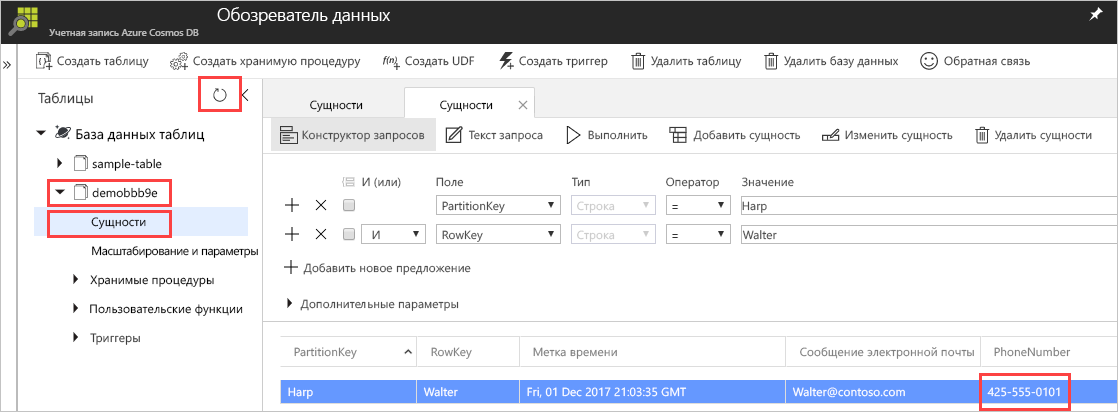 Обозреватель данных
Учетная запись Azure Cosmos DB
» Создать таблицу Создать хранимую процедуру f(n) Создать UDF Создать триггер Удалить таблицу Удалить базу данных Обратная связь
Таблицы
База данных таблиц
sample-table
demobbb9e
Сущности
Масштабирование и параметры
Хранимые процедуры
Пользовательские функции
Триггеры
Сущности Сущности
Конструктор запросов Текст запроса Выполнить Добавить сущность Изменить сущность Удалить сущности
И (или) Поле Тип Оператор Значение
PartitionKey Строка = Harp
И RowKey Строка = Walter
Добавить новое предложение
Дополнительные параметры
PartitionKey RowKey Метка времени Сообщение электронной почты PhoneNumber
Harp Walter Fri, 01 Dec 2017 21:03:35 GMT Walter@contoso.com 425-555-0101